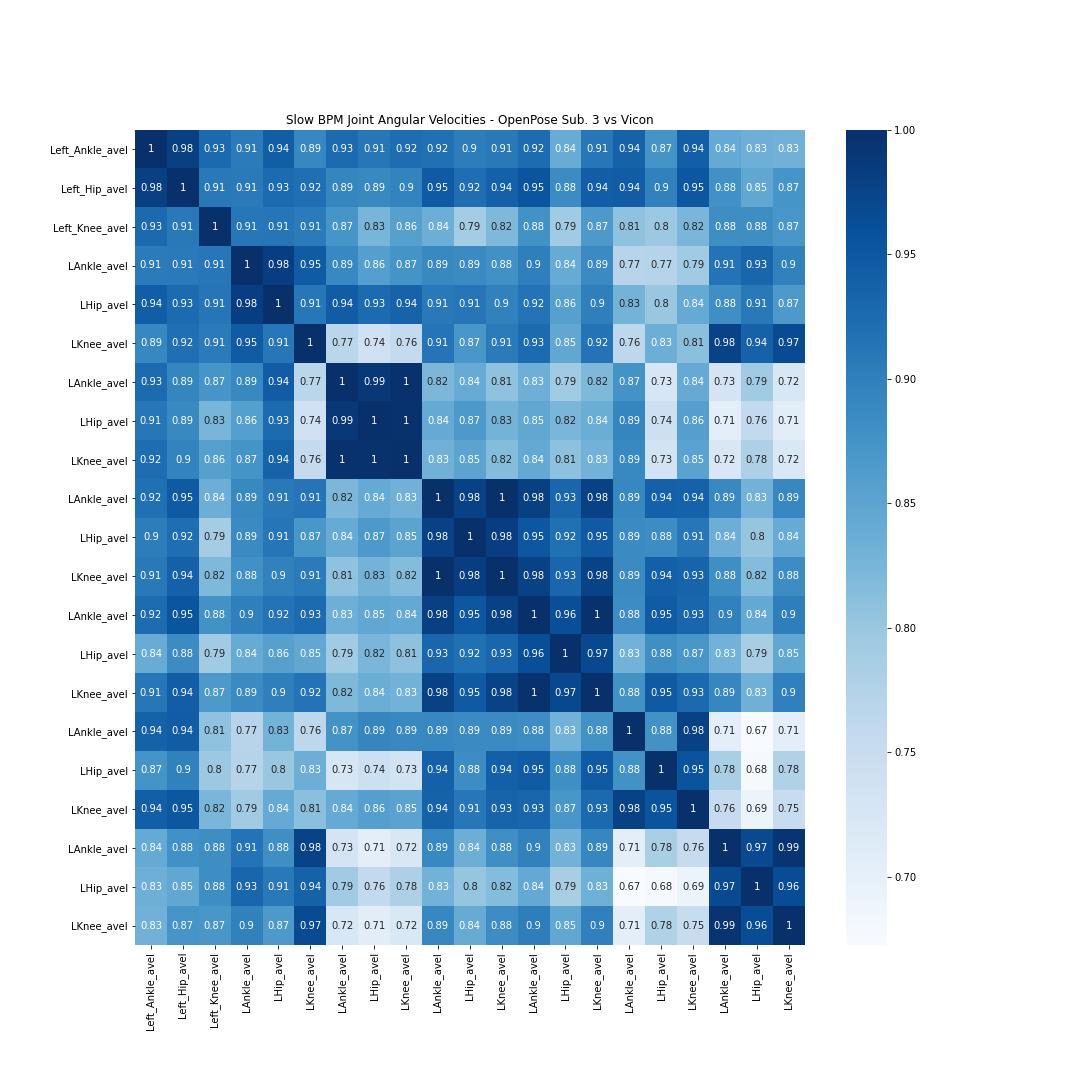 Slow BPM Joint Angular Velocities - OpenPose Sub. 3 vs Vicon
Left_Ankle_avel 1 0.98 0.93 0.91 0.94 0.89 0.93 0.91 0.92 0.92 0.9 0.91 0.92 0.84 0.91 0.94 0.87 0.94 0.84 0.83 0.83
Left_Hip_avel 0.98 1 0.91 0.91 0.93 0.92 0.89 0.89 0.9 0.95 0.92 0.94 0.95 0.88 0.94 0.94 0.9 0.95 0.88 0.85 0.87
Left_Knee_avel 0.93 0.91 1 0.91 0.91 0.91 0.87 0.83 0.86 0.84 0.79 0.82 0.88 0.79 0.87 0.81 0.8 0.82 0.88 0.88 0.87
LAnkle_avel 0.91 0.91 0.91 1 0.98 0.95 0.89 0.86 0.87 0.89 0.89 0.88 0.9 0.84 0.89 0.77 0.77 0.79 0.91 0.93 0.9
LHip_avel 0.94 0.93 0.91 0.98 1 0.91 0.94 0.93 0.94 0.91 0.91 0.9 0.92 0.86 0.9 0.83 0.8 0.84 0.88 0.91 0.87
LKnee_avel 0.89 0.92 0.91 0.95 0.91 1 0.77 0.74 0.76 0.91 0.87 0.91 0.93 0.85 0.92 0.76 0.83 0.81 0.98 0.94 0.97
LAnkle_avel 0.93 0.89 0.87 0.89 0.94 0.77 1 0.99 1 0.82 0.84 0.81 0.83 0.79 0.82 0.87 0.73 0.84 0.73 0.79 0.72
LHip_avel 0.91 0.89 0.83 0.86 0.93 0.74 0.99 1 1 0.84 0.87 0.83 0.85 0.82 0.84 0.89 0.74 0.86 0.71 0.76 0.71
LKnee_avel 0.92 0.9 0.86 0.87 0.94 0.76 1 1 1 0.83 0.85 0.82 0.84 0.81 0.83 0.89 0.73 0.85 0.72 0.78 0.72
LAnkle_avel 0.92 0.95 0.84 0.89 0.91 0.91 0.82 0.84 0.83 1 0.98 1 0.98 0.93 0.98 0.89 0.94 0.94 0.89 0.83 0.89
LHip_avel 0.9 0.92 0.79 0.89 0.91 0.87 0.84 0.87 0.85 0.98 1 0.98 0.95 0.92 0.95 0.89 0.88 0.91 0.84 0.8 0.84
LKnee_avel 0.91 0.94 0.82 0.88 0.9 0.91 0.81 0.83 0.82 1 0.98 1 0.98 0.93 0.98 0.89 0.94 0.93 0.88 0.82 0.88
LAnkle_avel 0.92 0.95 0.88 0.9 0.92 0.93 0.83 0.85 0.84 0.98 0.95 0.98 1 0.96 1 0.88 0.95 0.93 0.9 0.84 0.9
LHip_avel 0.84 0.88 0.79 0.84 0.86 0.85 0.79 0.82 0.81 0.93 0.92 0.93 0.96 1 0.97 0.83 0.88 0.87 0.83 0.79 0.85
LKnee_avel 0.91 0.94 0.87 0.89 0.9 0.92 0.82 0.84 0.83 0.98 0.95 0.98 1 0.97 1 0.88 0.95 0.93 0.89 0.83 0.9
LAnkle_avel 0.94 0.94 0.81 0.77 0.83 0.76 0.87 0.89 0.89 0.89 0.89 0.89 0.88 0.83 0.88 1 0.88 0.98 0.71 0.67 0.71
LHip_avel 0.87 0.9 0.8 0.77 0.8 0.83 0.73 0.74 0.73 0.94 0.88 0.94 0.95 0.88 0.95 0.88 1 0.95 0.78 0.68 0.78
LKnee_avel 0.94 0.95 0.82 0.79 0.84 0.81 0.84 0.86 0.85 0.94 0.91 0.93 0.93 0.87 0.93 0.98 0.95 1 0.76 0.69 0.75
LAnkle_avel 0.84 0.88 0.88 0.91 0.88 0.98 0.73 0.71 0.72 0.89 0.84 0.88 0.9 0.83 0.89 0.71 0.78 0.76 1 0.97 0.99
LHip_avel 0.83 0.85 0.88 0.93 0.91 0.94 0.79 0.76 0.78 0.83 0.8 0.82 0.84 0.79 0.83 0.67 0.68 0.69 0.97 1 0.96
LKnee_avel 0.83 0.87 0.87 0.9 0.87 0.97 0.72 0.71 0.72 0.89 0.84 0.88 0.9 0.85 0.9 0.71 0.78 0.75 0.99 0.96 1
Left_Ankle_avel
Left_Hip_avel
Left_Knee_avel
LAnkle_avel
LHip_avel
LKnee_avel
LAnkle_avel
LHip_avel
LKnee_avel
LAnkle_avel
LHip_avel
LKnee_avel
LAnkle_avel
LHip_avel
LKnee_avel
LAnkle_avel
LHip_avel
LKnee_avel
LAnkle_avel
LHip_avel
LKnee_avel
1.00
0.95
0.90
0.85
0.80
0.75
0.70